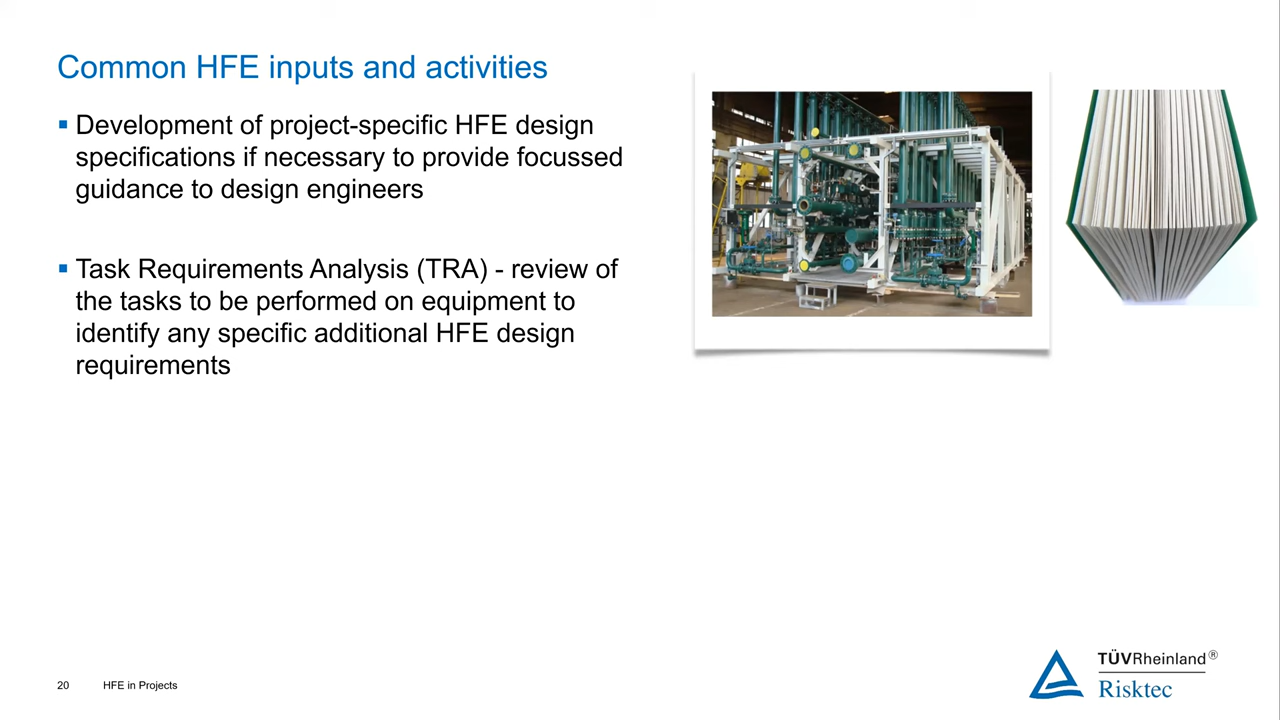 Common HFE inputs and activities
▪ Development of project-specific HFE design
specifications if necessary to provide focussed
guidance to design engineers
▪ Task Requirements Analysis (TRA) - review of
the tasks to be performed on equipment to
identify any specific additional HFE design
requirements
20 HFE in Projects
TÜVRheinland®
Risktec